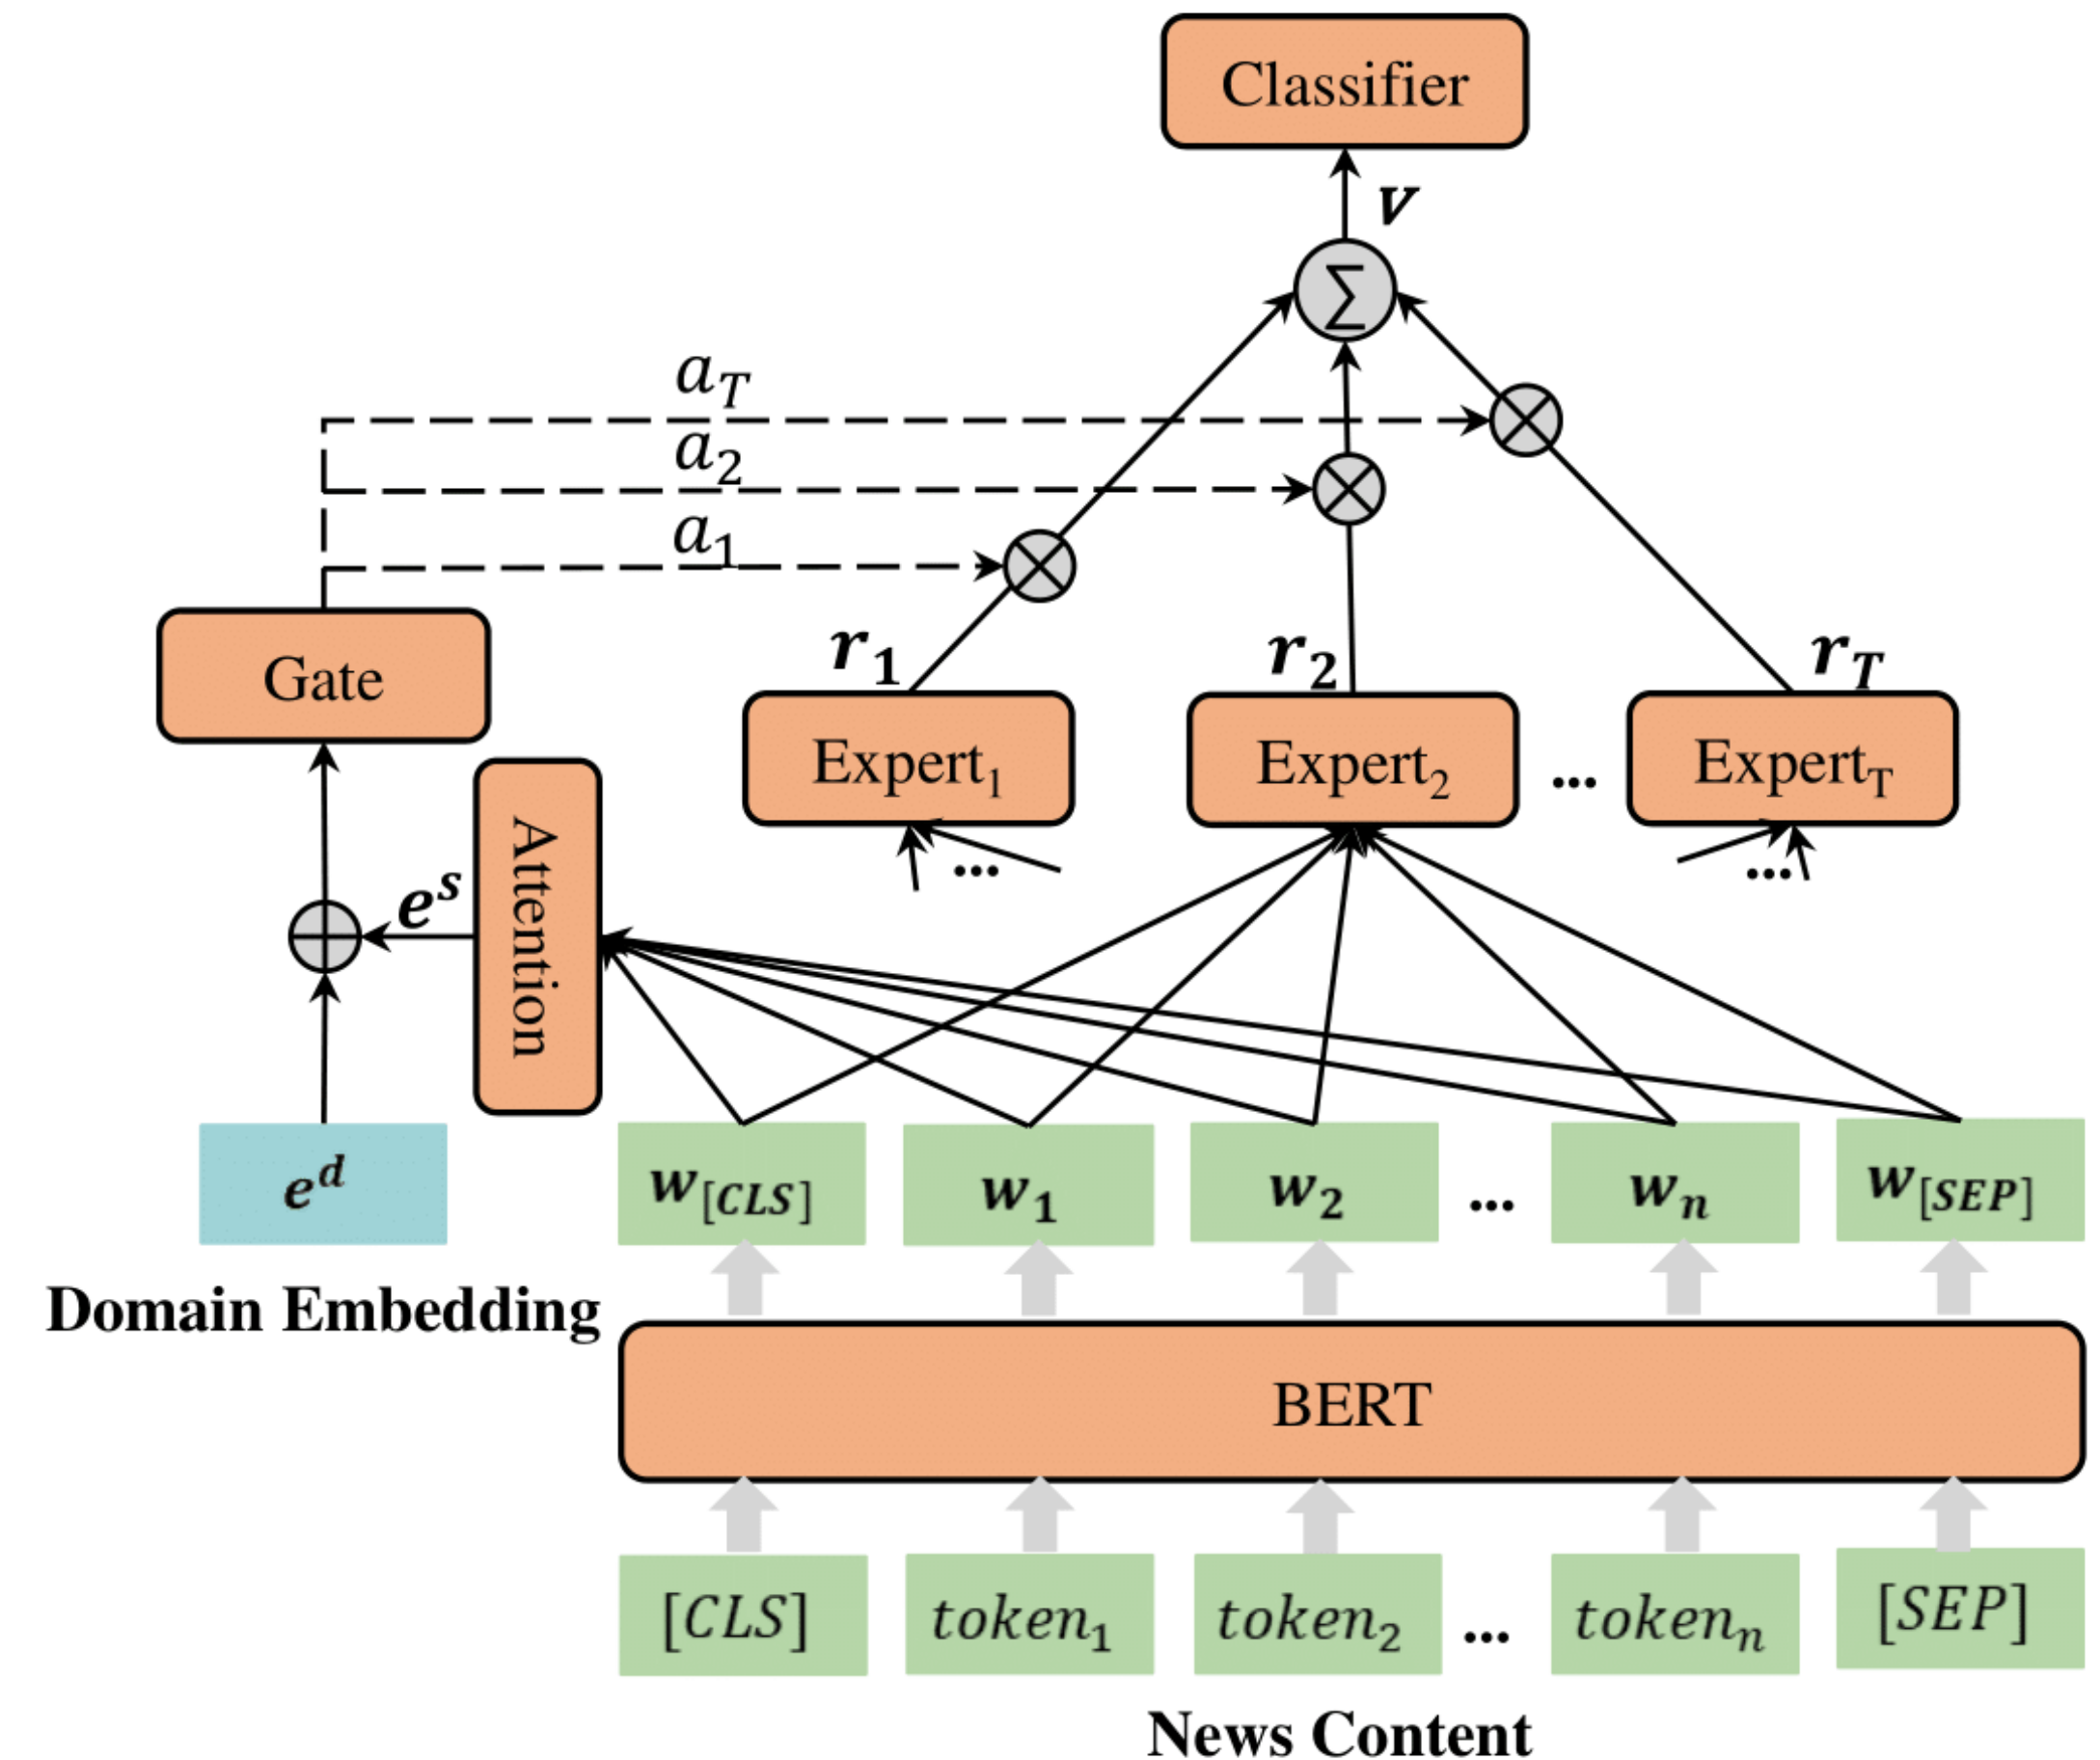 Classifier
v
∑
a_T
a_2
a_1
Gate
r_1
r_2
r_T
Expert_1
Expert_2
...
Expert_T
...
...
Attention
e^s
e^d
w_[CLS]
w_1
w_2
...
w_n
w_[SEP]
Domain Embedding
BERT
[CLS]
token_1
token_2
...
token_n
[SEP]
News Content